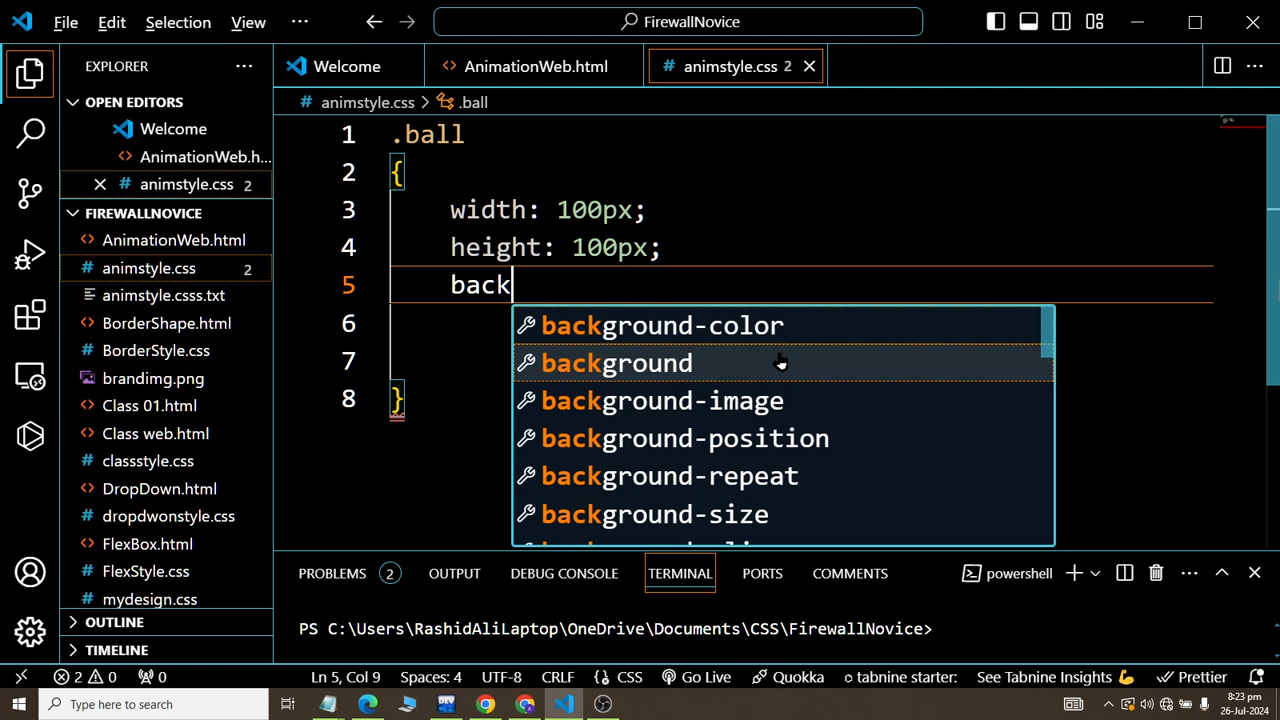 File Edit Selection View ··· FirewallNovice
EXPLORER ···
Welcome AnimationWeb.html # animstyle.css 2
OPEN EDITORS
Welcome
AnimationWeb.h...
# animstyle.css 2
FIREWALLNOVICE
AnimationWeb.html
# animstyle.css 2
animstyle.csss.txt
BorderShape.html
# BorderStyle.css
brandimg.png
Class 01.html
Class web.html
# classstyle.css
DropDown.html
# dropdwonstyle.css
FlexBox.html
# FlexStyle.css
# mydesign.css
OUTLINE
TIMELINE
# animstyle.css > .ball
1 .ball
2 {
3 width: 100px;
4 height: 100px;
5 back
6
7
8 }
background-color
background
background-image
background-position
background-repeat
background-size
PROBLEMS 2 OUTPUT DEBUG CONSOLE TERMINAL PORTS COMMENTS powershell
PS C:\Users\RashidAliLaptop\OneDrive\Documents\CSS\FirewallNovice>
2 0 0 Ln 5, Col 9 Spaces: 4 UTF-8 CRLF {} CSS Go Live Quokka tabnine starter: See Tabnine Insights Prettier
Type here to search DEV
8:23 pm
26-Jul-2024